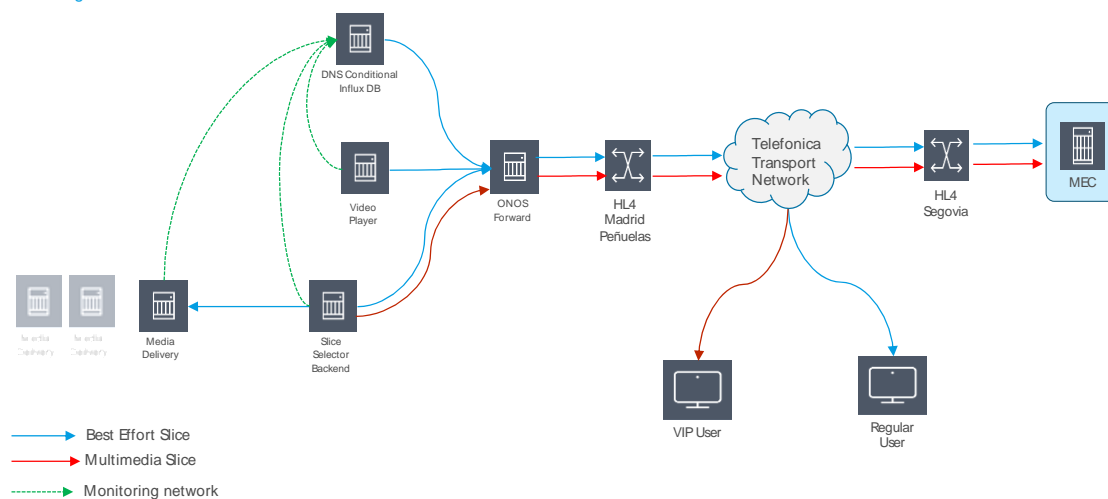 DNS Conditional
Influx DB
Video
Player
ONOS
Forward
HL4
Madrid
Peñuelas
Telefonica
Transport
Network
HL4
Segovia
MEC
Media
Delivery
Slice
Selector
Backend
VIP User
Regular
User
Best Effort Slice
Multimedia Slice
Monitoring network